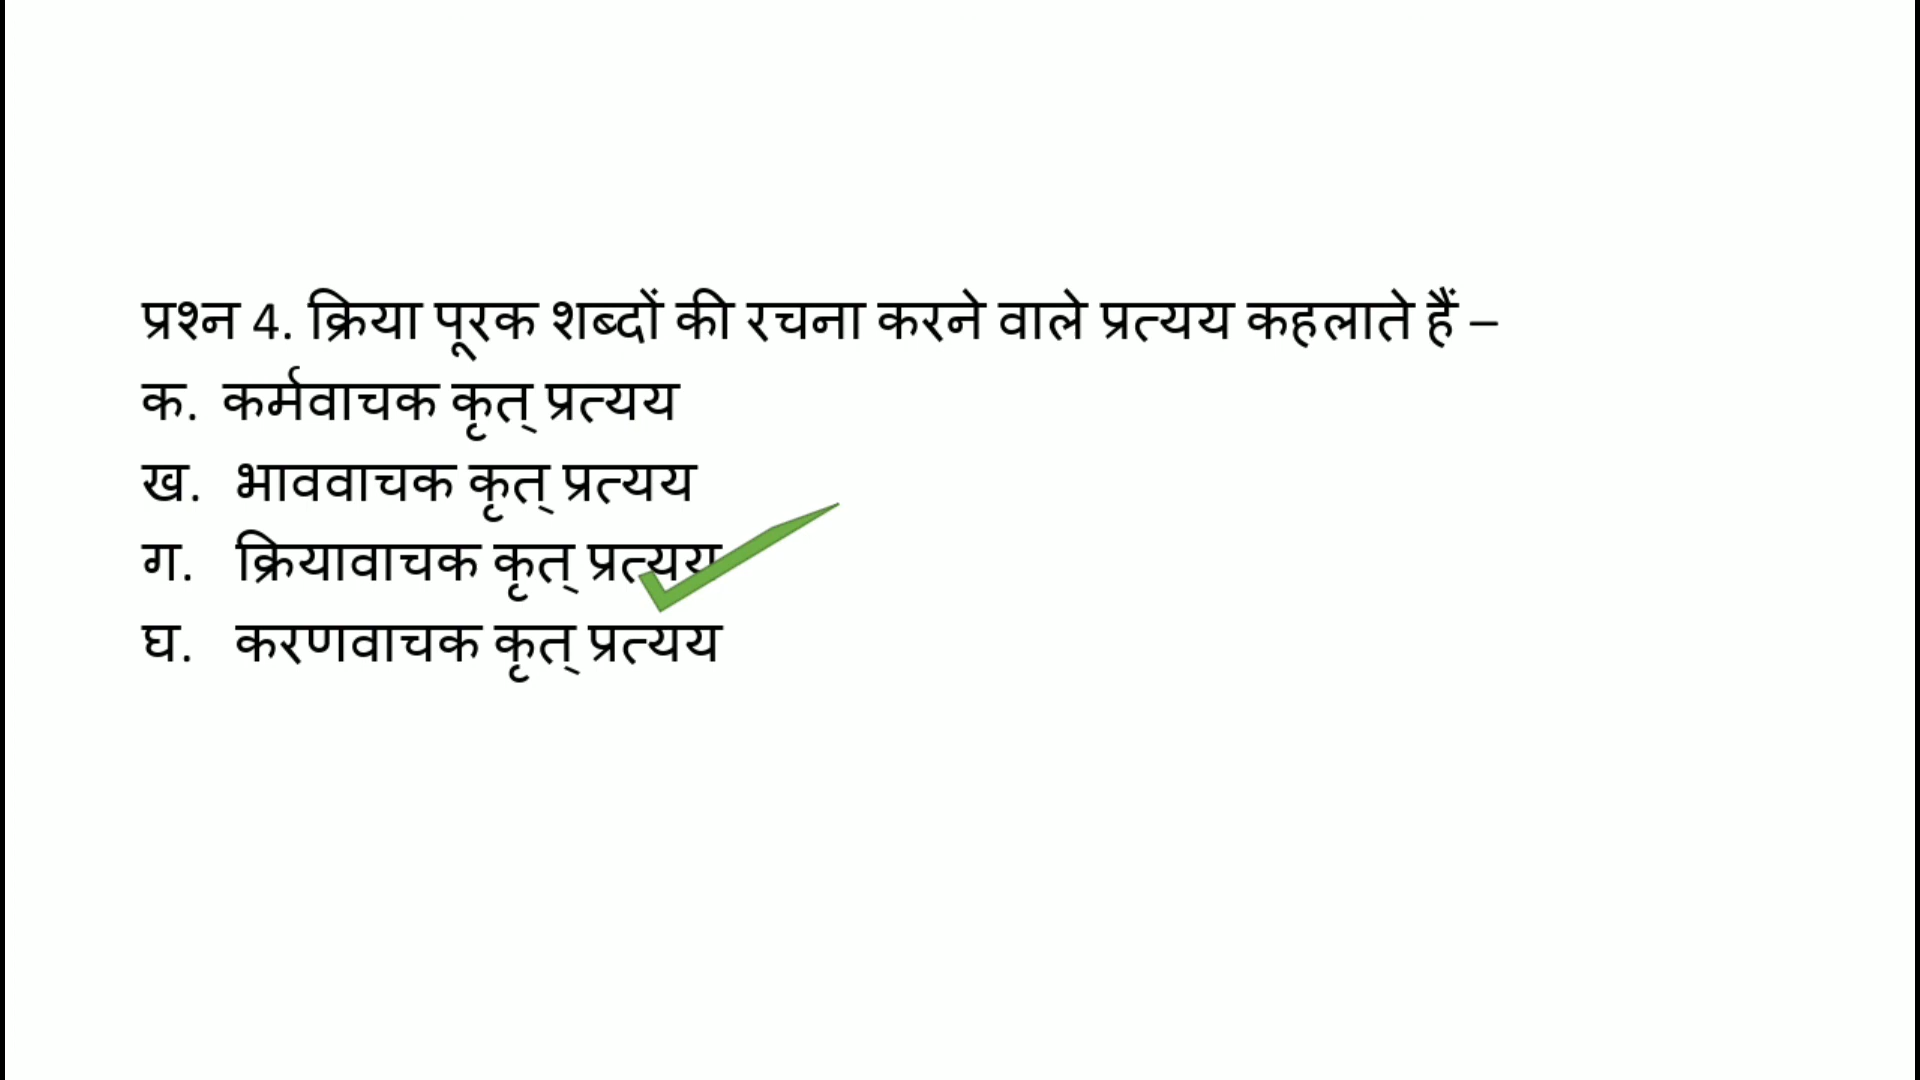 प्रश्न 4. क्रिया पूरक शब्दों की रचना करने वाले प्रत्यय कहलाते हैं –
क. कर्मवाचक कृत् प्रत्यय
ख. भाववाचक कृत् प्रत्यय
ग. क्रियावाचक कृत् प्रत्यय
घ. करणवाचक कृत् प्रत्यय